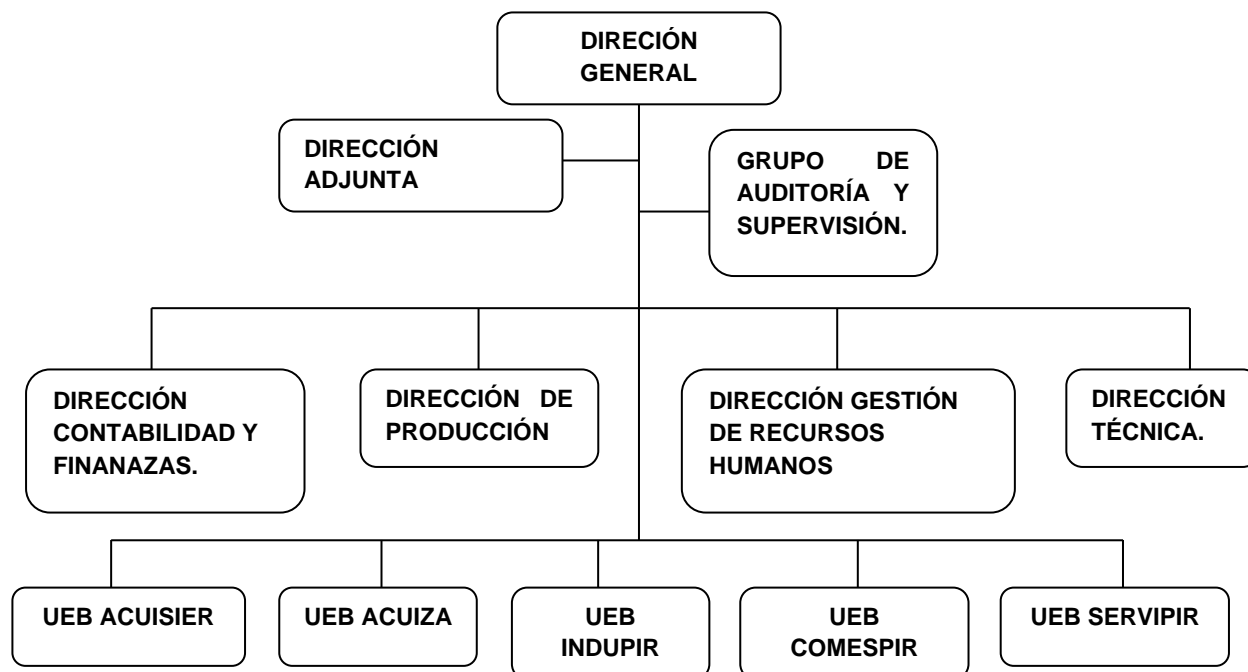 DIRECIÓN
GENERAL
DIRECCIÓN
ADJUNTA
GRUPO DE
AUDITORÍA Y
SUPERVISIÓN.
DIRECCIÓN
CONTABILIDAD Y
FINANAZAS.
DIRECCIÓN DE
PRODUCCIÓN
DIRECCIÓN GESTIÓN
DE RECURSOS
HUMANOS
DIRECCIÓN
TÉCNICA.
UEB ACUISIER
UEB ACUIZA
UEB
INDUPIR
UEB
COMESPIR
UEB SERVIPIR